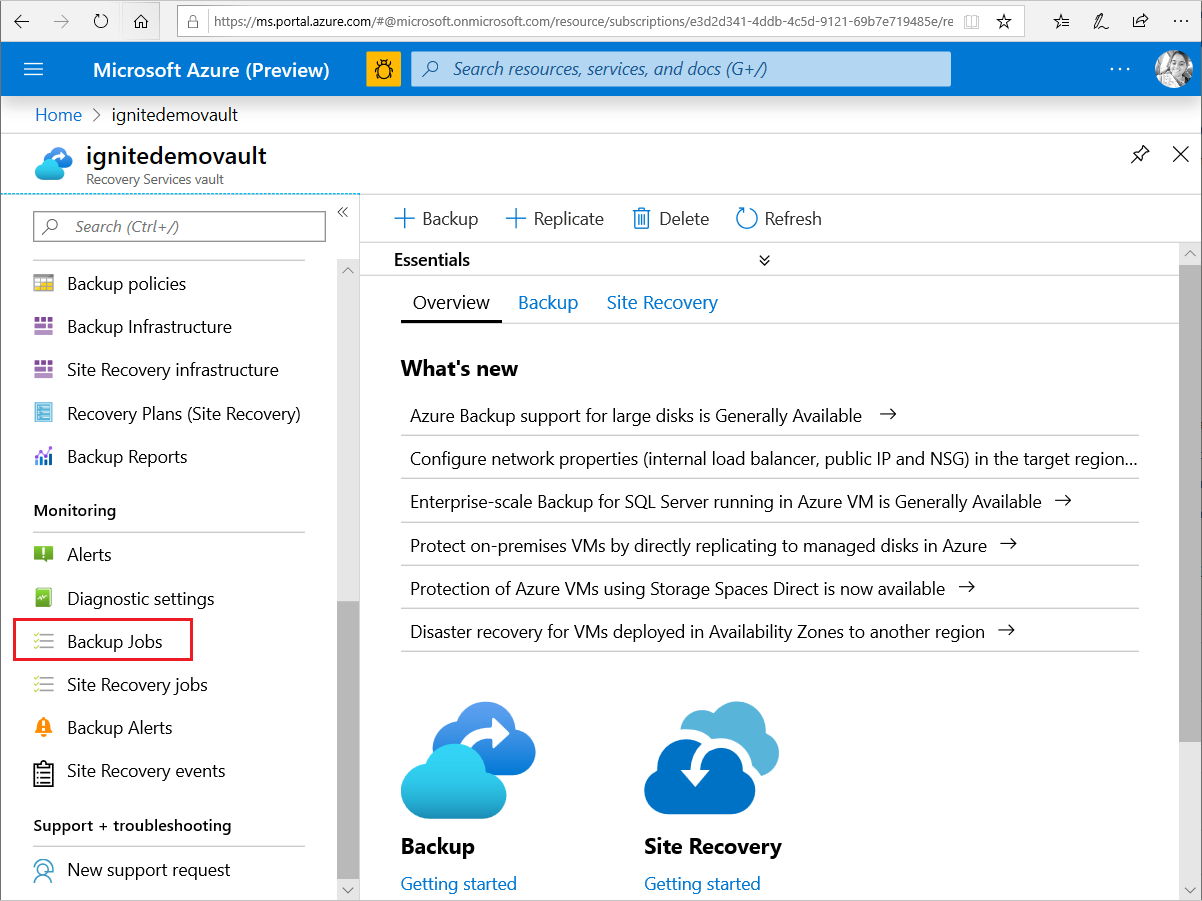 https://ms.portal.azure.com/#@microsoft.onmicrosoft.com/resource/subscriptions/e3d2d341-4ddb-4c5d-9121-69b7e719485e/re
Microsoft Azure (Preview)
Search resources, services, and docs (G+/)
Home > ignitedemovault
ignitedemovault
Recovery Services vault
Search (Ctrl+/)
Backup policies
Backup Infrastructure
Site Recovery infrastructure
Recovery Plans (Site Recovery)
Backup Reports
Monitoring
Alerts
Diagnostic settings
Backup Jobs
Site Recovery jobs
Backup Alerts
Site Recovery events
Support + troubleshooting
New support request
Backup Replicate Delete Refresh
Essentials
Overview Backup Site Recovery
What's new
Azure Backup support for large disks is Generally Available
Configure network properties (internal load balancer, public IP and NSG) in the target region...
Enterprise-scale Backup for SQL Server running in Azure VM is Generally Available
Protect on-premises VMs by directly replicating to managed disks in Azure
Protection of Azure VMs using Storage Spaces Direct is now available
Disaster recovery for VMs deployed in Availability Zones to another region
Backup
Getting started
Site Recovery
Getting started